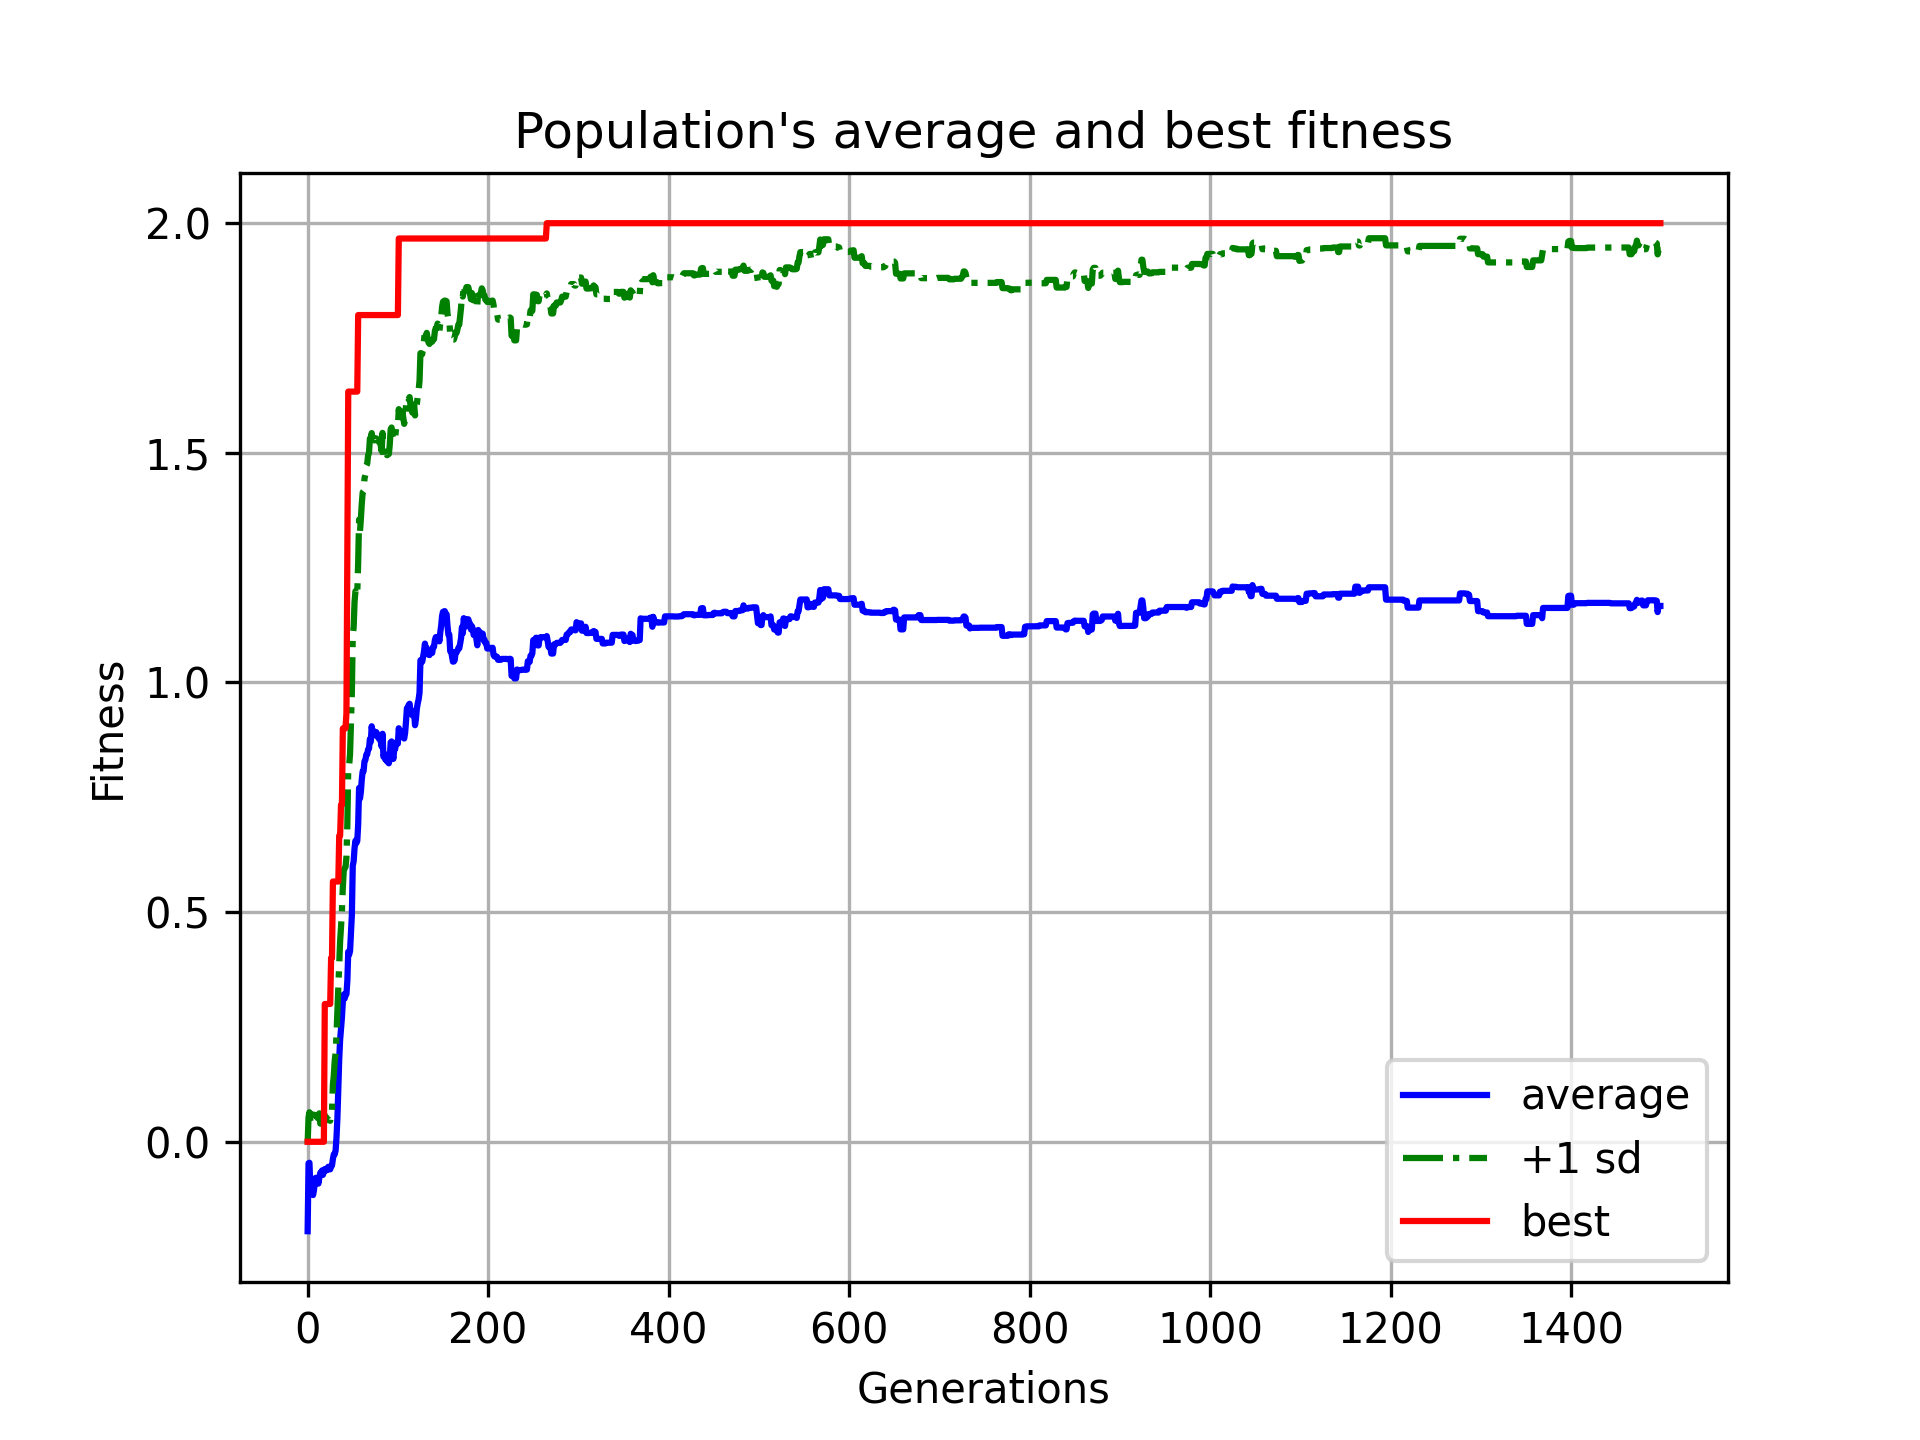 Population's average and best fitness
2.0
1.5
1.0
0.5
0.0
Fitness
0 200 400 600 800 1000 1200 1400
Generations
average
+1 sd
best